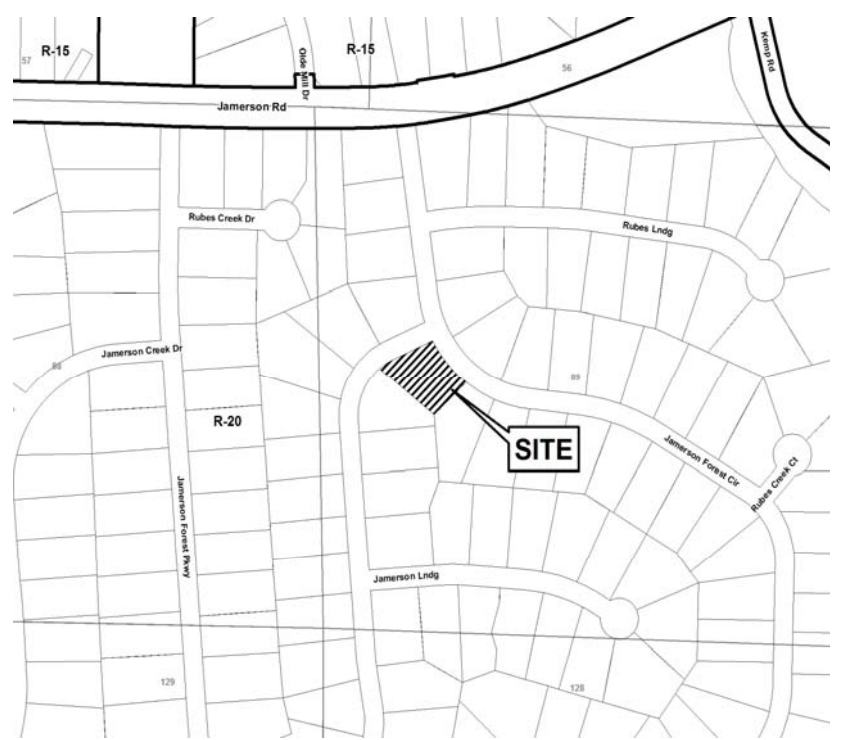 R-15
R-15
57
56
Olde Mill Dr
Kemp Rd
Jamerson Rd
Rubes Creek Dr
Rubes Lndg
Jamerson Creek Dr
88
89
R-20
SITE
Jamerson Forest Cir
Rubes Creek Ct
Jamerson Forest Pkwy
Jamerson Lndg
129
128